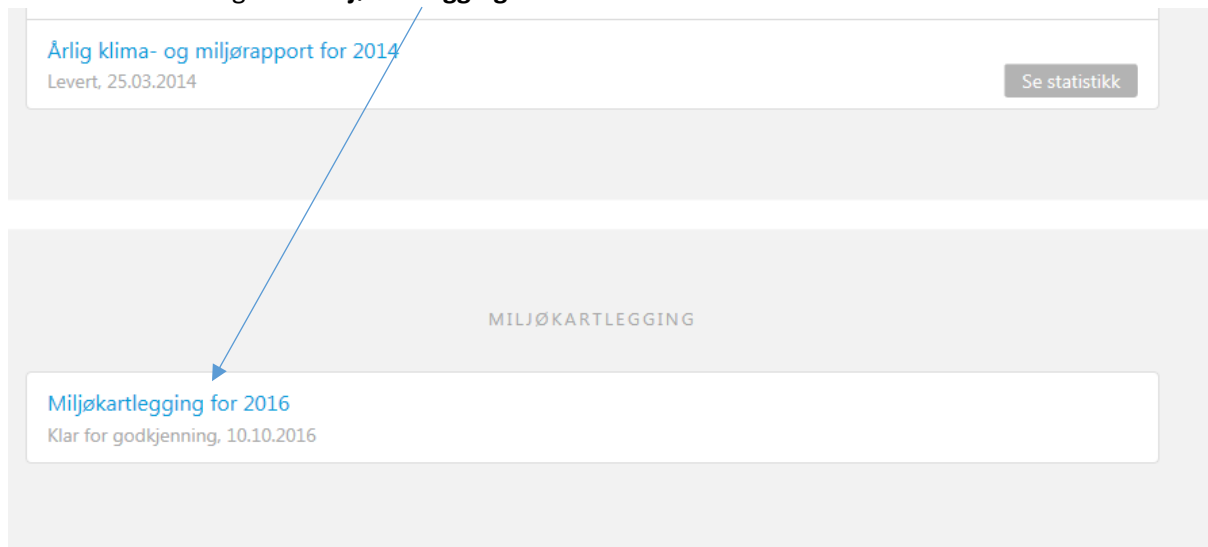 Årlig klima- og miljørapport for 2014
Levert, 25.03.2014
Se statistikk
MILJØKARTLEGGING
Miljøkartlegging for 2016
Klar for godkjenning, 10.10.2016